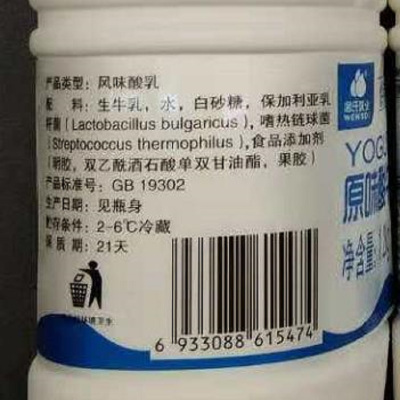 产品类型：风味酸乳
配 料：生牛乳，水，白砂糖，保加利亚乳
杆菌(Lactobacillus bulgaricus)，嗜热链球菌
(Streptococcus thermophilus)，食品添加剂
(明胶，双乙酰酒石酸单双甘油酯，果胶)
产品标准号：GB 19302
生产日期：见瓶身
贮存条件：2-6℃冷藏
保 质 期：21天
6 933088 615474
WENSHI
YOGU
原味酸
净含量: